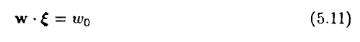 w · ξ = w₀ (5.11)